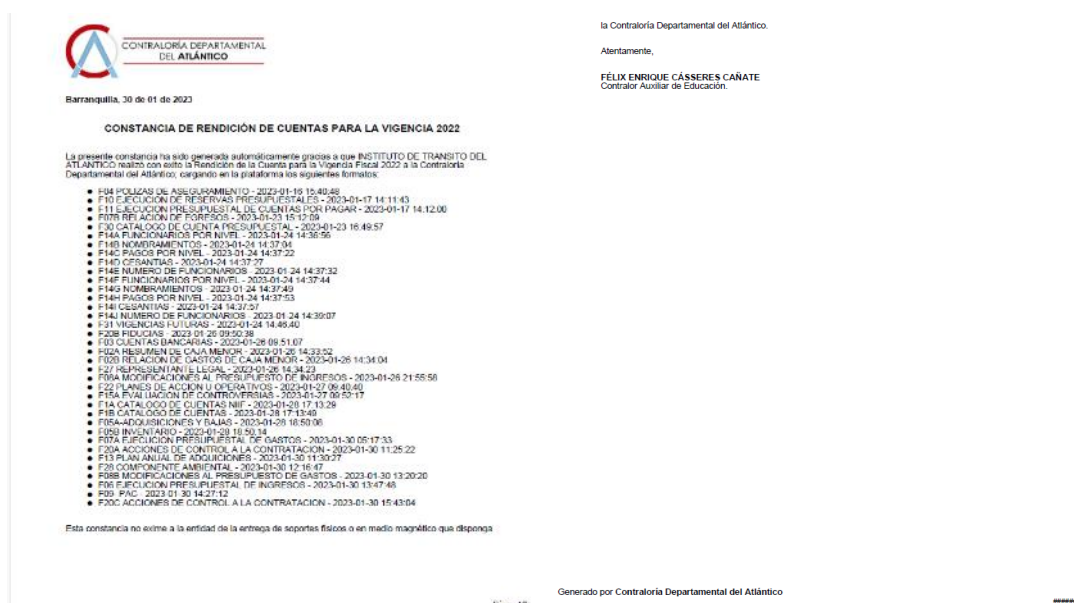 CONTRALORÍA DEPARTAMENTAL
DEL ATLÁNTICO
Barranquilla, 30 de 01 de 2023
CONSTANCIA DE RENDICIÓN DE CUENTAS PARA LA VIGENCIA 2022
La presente constancia ha sido generada automáticamente gracias a que INSTITUTO DE TRANSITO DEL
ATLANTICO realizó con exito la Rendición de la Cuenta para la Vigencia Fiscal 2022 a la Contraloría
Departamental del Atlántico; cargando en la plataforma los siguientes formatos:
● F04 POLIZAS DE ASEGURAMIENTO - 2023-01-16 15:40:48
● F10 EJECUCION DE RESERVAS PRESUPUESTALES - 2023-01-17 14:11:43
● F11 EJECUCION PRESUPUESTAL DE CUENTAS POR PAGAR - 2023-01-17 14:12:00
● F07B RELACION DE EGRESOS - 2023-01-23 15:12:09
● F30 CATALOGO DE CUENTA PRESUPUESTAL - 2023-01-23 16:49:57
● F14A FUNCIONARIOS POR NIVEL - 2023-01-24 14:36:56
● F14B NOMBRAMIENTOS - 2023-01-24 14:37:04
● F14C PAGOS POR NIVEL - 2023-01-24 14:37:22
● F14D CESANTIAS - 2023-01-24 14:37:27
● F14E NUMERO DE FUNCIONARIOS - 2023-01-24 14:37:32
● F14F FUNCIONARIOS POR NIVEL - 2023-01-24 14:37:44
● F14G NOMBRAMIENTOS - 2023-01-24 14:37:49
● F14H PAGOS POR NIVEL - 2023-01-24 14:37:53
● F14I CESANTIAS - 2023-01-24 14:37:57
● F14J NUMERO DE FUNCIONARIOS - 2023-01-24 14:39:07
● F31 VIGENCIAS FUTURAS - 2023-01-24 14:46:40
● F20B FIDUCIAS - 2023-01-26 09:50:38
● F03 CUENTAS BANCARIAS - 2023-01-26 09:51:07
● F02A RESUMEN DE CAJA MENOR - 2023-01-26 14:33:52
● F02B RELACION DE GASTOS DE CAJA MENOR - 2023-01-26 14:34:04
● F27 REPRESENTANTE LEGAL - 2023-01-26 14:34:23
● F08A MODIFICACIONES AL PRESUPUESTO DE INGRESOS - 2023-01-26 21:55:58
● F22 PLANES DE ACCION U OPERATIVOS - 2023-01-27 09:40:40
● F15A EVALUACION DE CONTROVERSIAS - 2023-01-27 09:52:17
● F1A CATALOGO DE CUENTAS NIIF - 2023-01-28 17:13:29
● F1B CATALOGO DE CUENTAS - 2023-01-28 17:13:49
● F05A-ADQUISICIONES Y BAJAS - 2023-01-28 18:50:08
● F05B INVENTARIO - 2023-01-28 18:50:14
● F07A EJECUCION PRESUPUESTAL DE GASTOS - 2023-01-30 05:17:33
● F20A ACCIONES DE CONTROL A LA CONTRATACION - 2023-01-30 11:25:22
● F13 PLAN ANUAL DE ADQUICIONES - 2023-01-30 11:30:27
● F28 COMPONENTE AMBIENTAL - 2023-01-30 12:16:47
● F08B MODIFICACIONES AL PRESUPUESTO DE GASTOS - 2023-01-30 13:20:20
● F06 EJECUCION PRESUPUESTAL DE INGRESOS - 2023-01-30 13:47:48
● F09 PAC - 2023-01-30 14:27:12
● F20C ACCIONES DE CONTROL A LA CONTRATACION - 2023-01-30 15:43:04
Esta constancia no exime a la entidad de la entrega de soportes físicos o en medio magnético que disponga
la Contraloría Departamental del Atlántico.
Atentamente,
FÉLIX ENRIQUE CÁSSERES CAÑATE
Contralor Auxiliar de Educación.
Generado por Contraloría Departamental del Atlántico